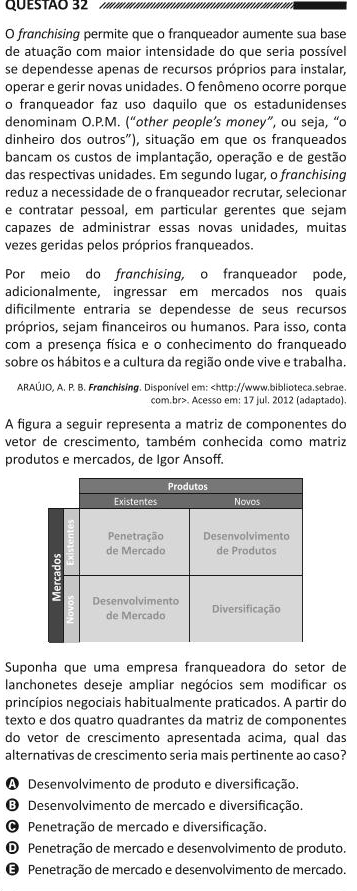 QUESTÃO 32
O franchising permite que o franqueador aumente sua base
de atuação com maior intensidade do que seria possível
se dependesse apenas de recursos próprios para instalar,
operar e gerir novas unidades. O fenômeno ocorre porque
o franqueador faz uso daquilo que os estadunidenses
denominam O.P.M. (“other people’s money”, ou seja, “o
dinheiro dos outros”), situação em que os franqueados
bancam os custos de implantação, operação e de gestão
das respectivas unidades. Em segundo lugar, o franchising
reduz a necessidade de o franqueador recrutar, selecionar
e contratar pessoal, em particular gerentes que sejam
capazes de administrar essas novas unidades, muitas
vezes geridas pelos próprios franqueados.
Por meio do franchising, o franqueador pode,
adicionalmente, ingressar em mercados nos quais
dificilmente entraria se dependesse de seus recursos
próprios, sejam financeiros ou humanos. Para isso, conta
com a presença física e o conhecimento do franqueado
sobre os hábitos e a cultura da região onde vive e trabalha.
ARAÚJO, A. P. B. Franchising. Disponível em: <http://www.biblioteca.sebrae.
com.br>. Acesso em: 17 jul. 2012 (adaptado).
A figura a seguir representa a matriz de componentes do
vetor de crescimento, também conhecida como matriz
produtos e mercados, de Igor Ansoff.
Produtos
Existentes Novos
Mercados
Existentes
Penetração
de Mercado
Desenvolvimento
de Produtos
Novos
Desenvolvimento
de Mercado
Diversificação
Suponha que uma empresa franqueadora do setor de
lanchonetes deseje ampliar negócios sem modificar os
princípios negociais habitualmente praticados. A partir do
texto e dos quatro quadrantes da matriz de componentes
do vetor de crescimento apresentada acima, qual das
alternativas de crescimento seria mais pertinente ao caso?
A Desenvolvimento de produto e diversificação.
B Desenvolvimento de mercado e diversificação.
C Penetração de mercado e diversificação.
D Penetração de mercado e desenvolvimento de produto.
E Penetração de mercado e desenvolvimento de mercado.